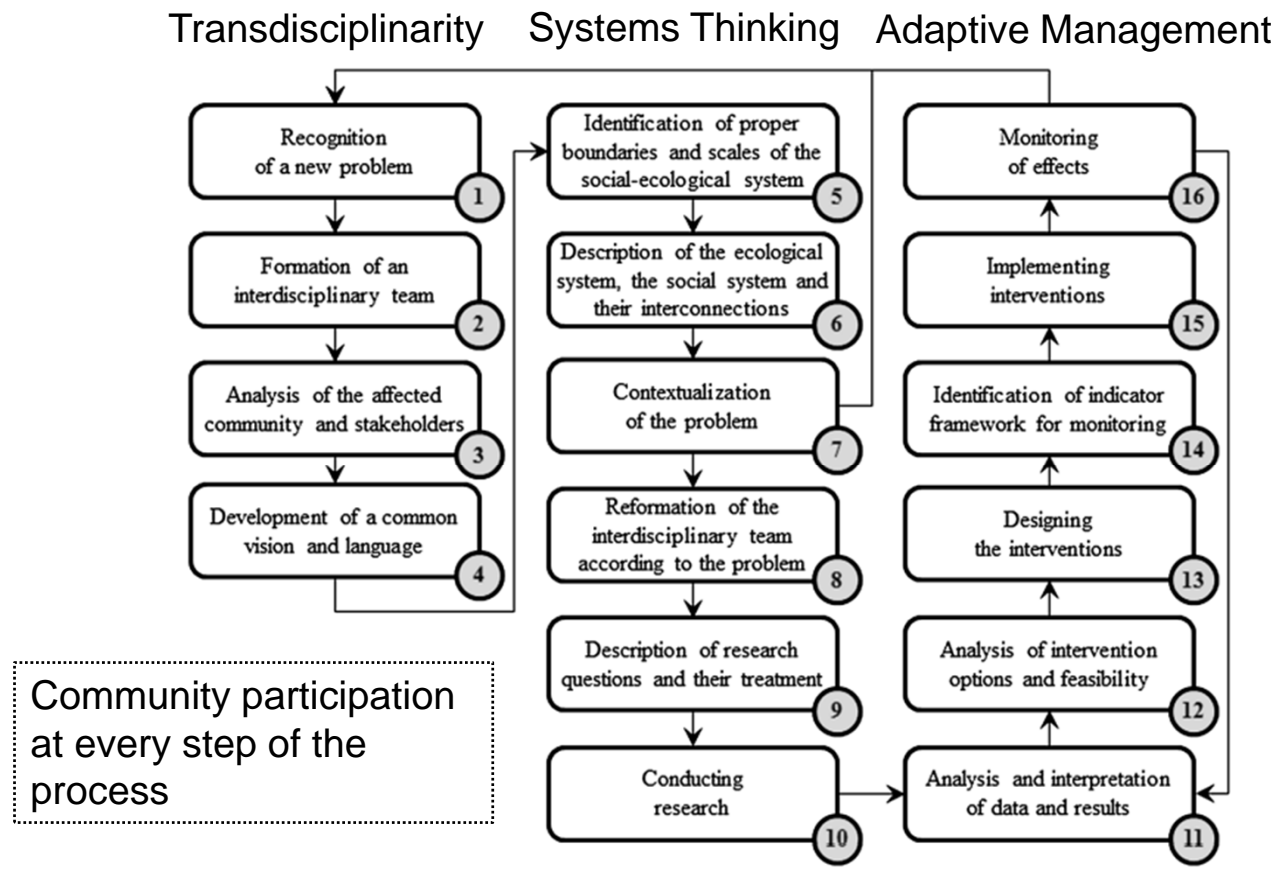 Transdisciplinarity
Systems Thinking
Adaptive Management
Recognition
of a new problem
1
Formation of an
interdisciplinary team
2
Analysis of the affected
community and stakeholders
3
Development of a common
vision and language
4
Identification of proper
boundaries and scales of the
social-ecological system
5
Description of the ecological
system, the social system and
their interconnections
6
Contextualization
of the problem
7
Reformation of the
interdisciplinary team
according to the problem
8
Description of research
questions and their treatment
9
Conducting
research
10
Monitoring
of effects
16
Implementing
interventions
15
Identification of indicator
framework for monitoring
14
Designing
the interventions
13
Analysis of intervention
options and feasibility
12
Analysis and interpretation
of data and results
11
Community participation
at every step of the
process